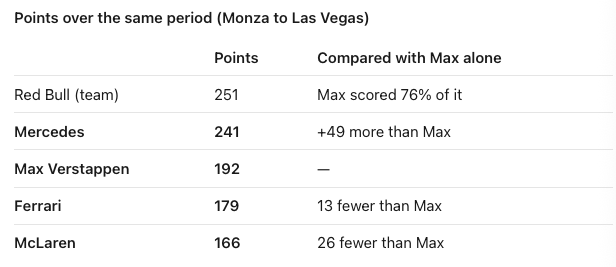 Points over the same period (Monza to Las Vegas)
Points Compared with Max alone
Red Bull (team) 251 Max scored 76% of it
Mercedes 241 +49 more than Max
Max Verstappen 192 —
Ferrari 179 13 fewer than Max
McLaren 166 26 fewer than Max